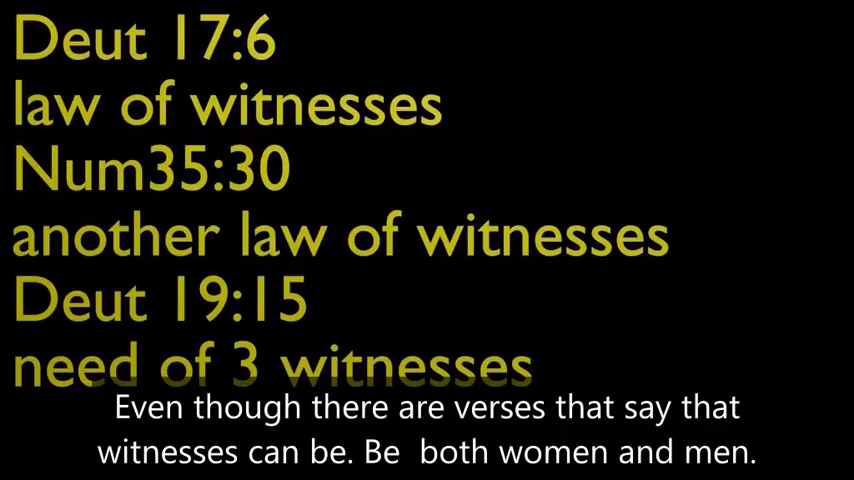 Deut 17:6
law of witnesses
Num35:30
another law of witnesses
Deut 19:15
need of 3 witnesses
Even though there are verses that say that
witnesses can be. Be  both women and men.